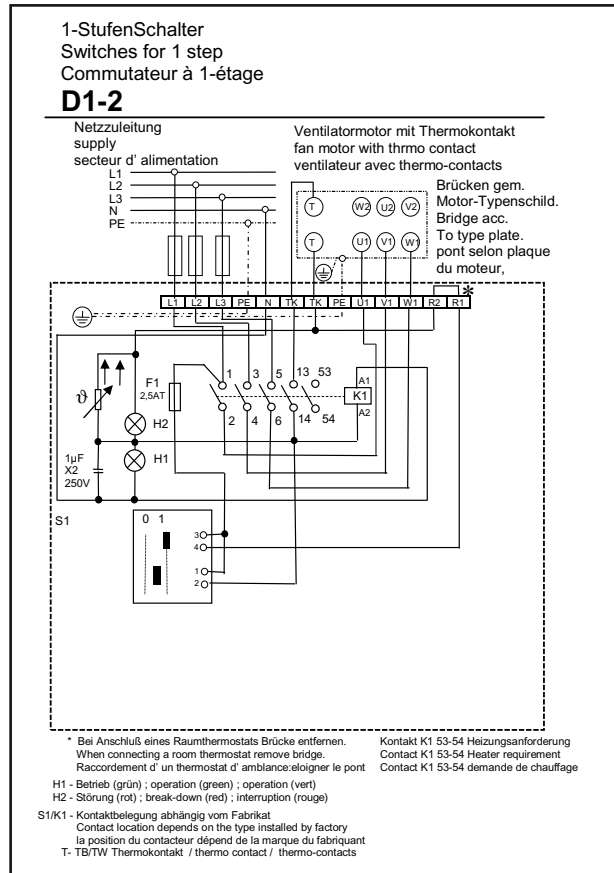 1-StufenSchalter
Switches for 1 step
Commutateur à 1-étage
D1-2
Netzzuleitung
supply
secteur d' alimentation
L1
L2
L3
N
PE
Ventilatormotor mit Thermokontakt
fan motor with thrmo contact
ventilateur avec thermo-contacts
T W2 U2 V2
T U1 V1 W1
Brücken gem.
Motor-Typenschild.
Bridge acc.
To type plate.
pont selon plaque
du moteur,
L1 L2 L3 PE N TK TK PE U1 V1 W1 R2 R1 *
F1
2,5AT
1 3 5 13 53
2 4 6 14 54
A1
K1
A2
ϑ
H2
H1
1µF
X2
250V
S1
0 1
3
4
1
2
* Bei Anschluß eines Raumthermostats Brücke entfernen.
When connecting a room thermostat remove bridge.
Raccordement d' un thermostat d' amblance:eloigner le pont
Kontakt K1 53-54 Heizungsanforderung
Contact K1 53-54 Heater requirement
Contact K1 53-54 demande de chauffage
H1 - Betrieb (grün) ; operation (green) ; operation (vert)
H2 - Störung (rot) ; break-down (red) ; interruption (rouge)
S1/K1 - Kontaktbelegung abhängig vom Fabrikat
Contact location depends on the type installed by factory
la position du contacteur dépend de la marque du fabriquant
T- TB/TW Thermokontakt / thermo contact / thermo-contacts